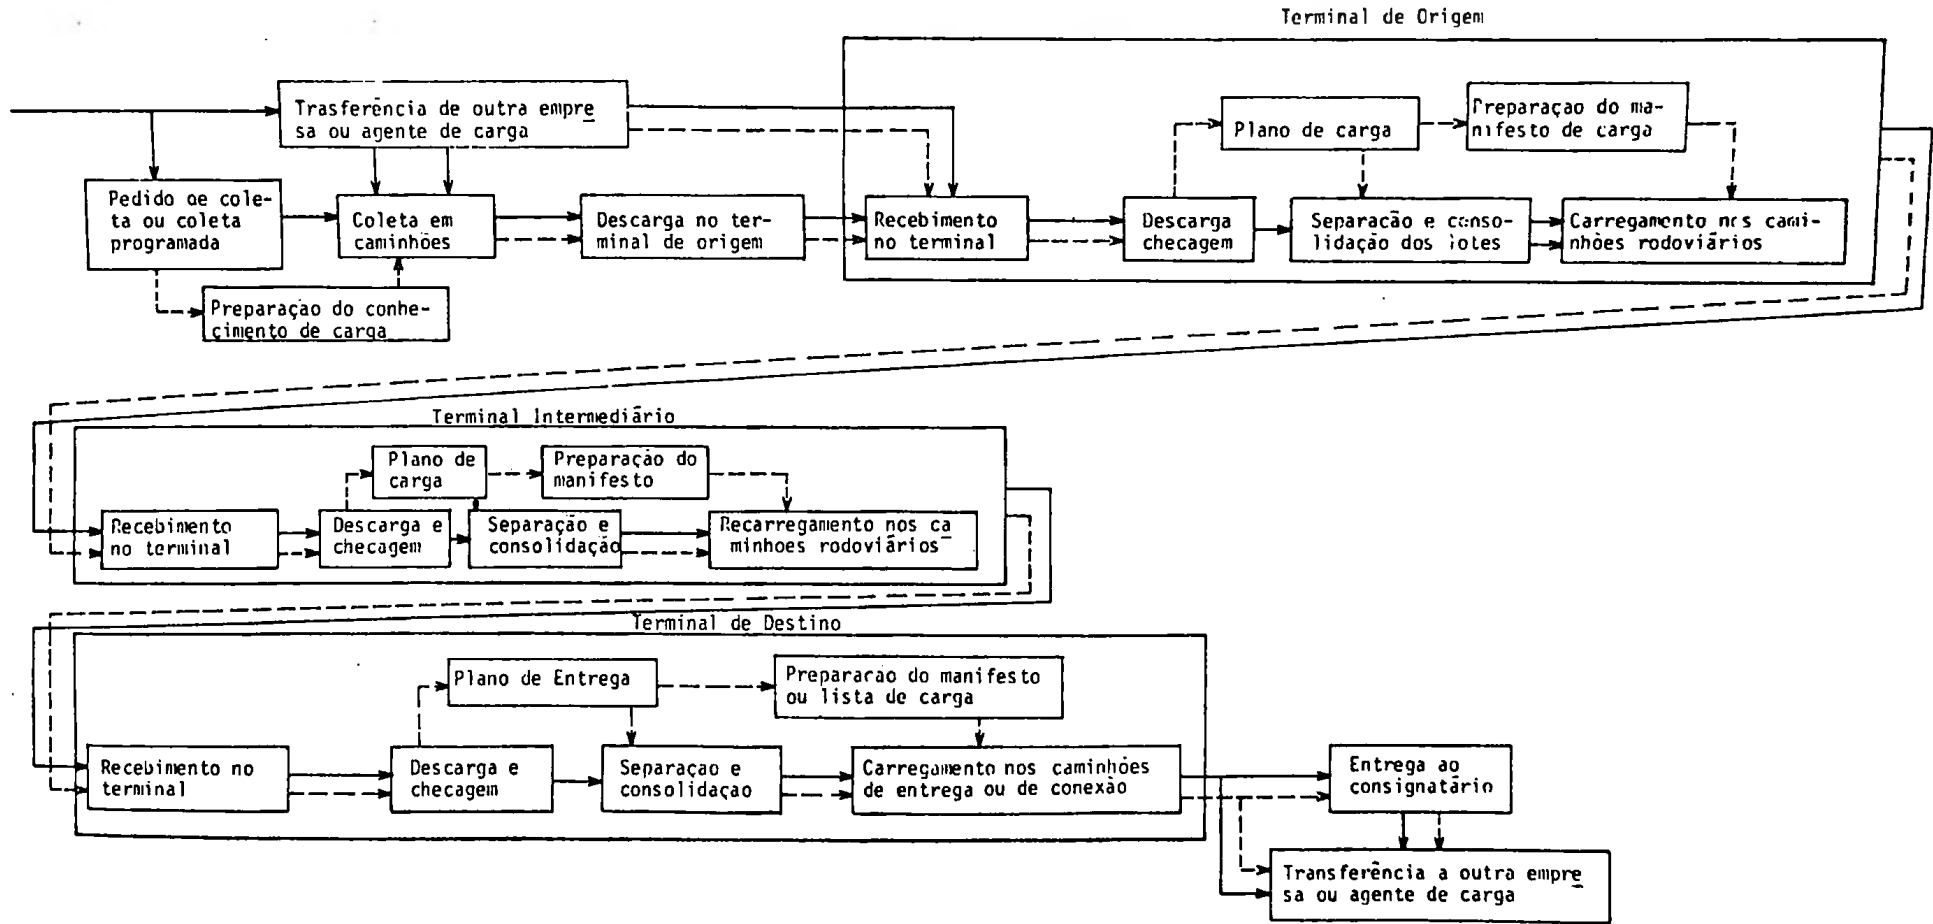 Terminal de Origem
Trasferência de outra empre
sa ou agente de carga
Plano de carga
Preparaçao do ma-
nifesto de carga
Pedido de cole-
ta ou coleta
programada
Coleta em
caminhões
Descarga no ter-
minal de origem
Recebimento
no terminal
Descarga
checagem
Separação e conso-
lidação dos lotes
Carregamento nos cami-
nhões rodoviários
Preparação do conhe-
cimento de carga
Terminal Intermediário
Plano de
carga
Preparação do
manifesto
Recebimento
no terminal
Descarga e
checagem
Separação e
consolidação
Recarregamento nos ca
minhoes rodoviários
Terminal de Destino
Plano de Entrega
Preparacão do manifesto
ou lista de carga
Recebimento no
terminal
Descarga e
checagem
Separaçao e
consolidaçao
Carregamento nos caminhões
de entrega ou de conexão
Entrega ao
consignatário
Transferência a outra empre
sa ou agente de carga